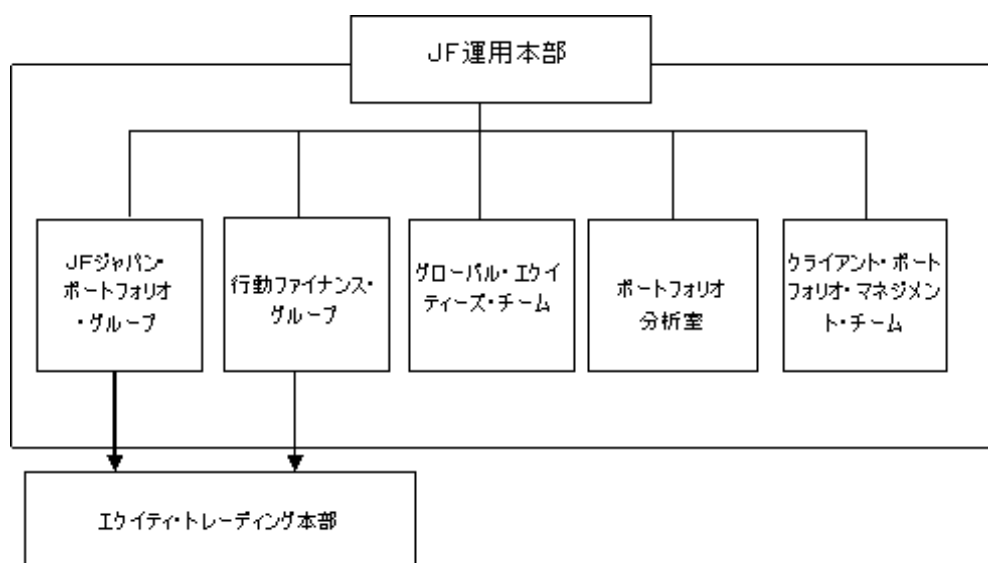 JF運用本部
JFジャパン・
ポートフォリオ
・グループ
行動ファイナンス・
グループ
グローバル・エクイ
ティーズ・チーム
ポートフォリオ
分析室
クライアント・ポート
フォリオ・マネジメン
ト・チーム
エクイティ・トレーディング本部